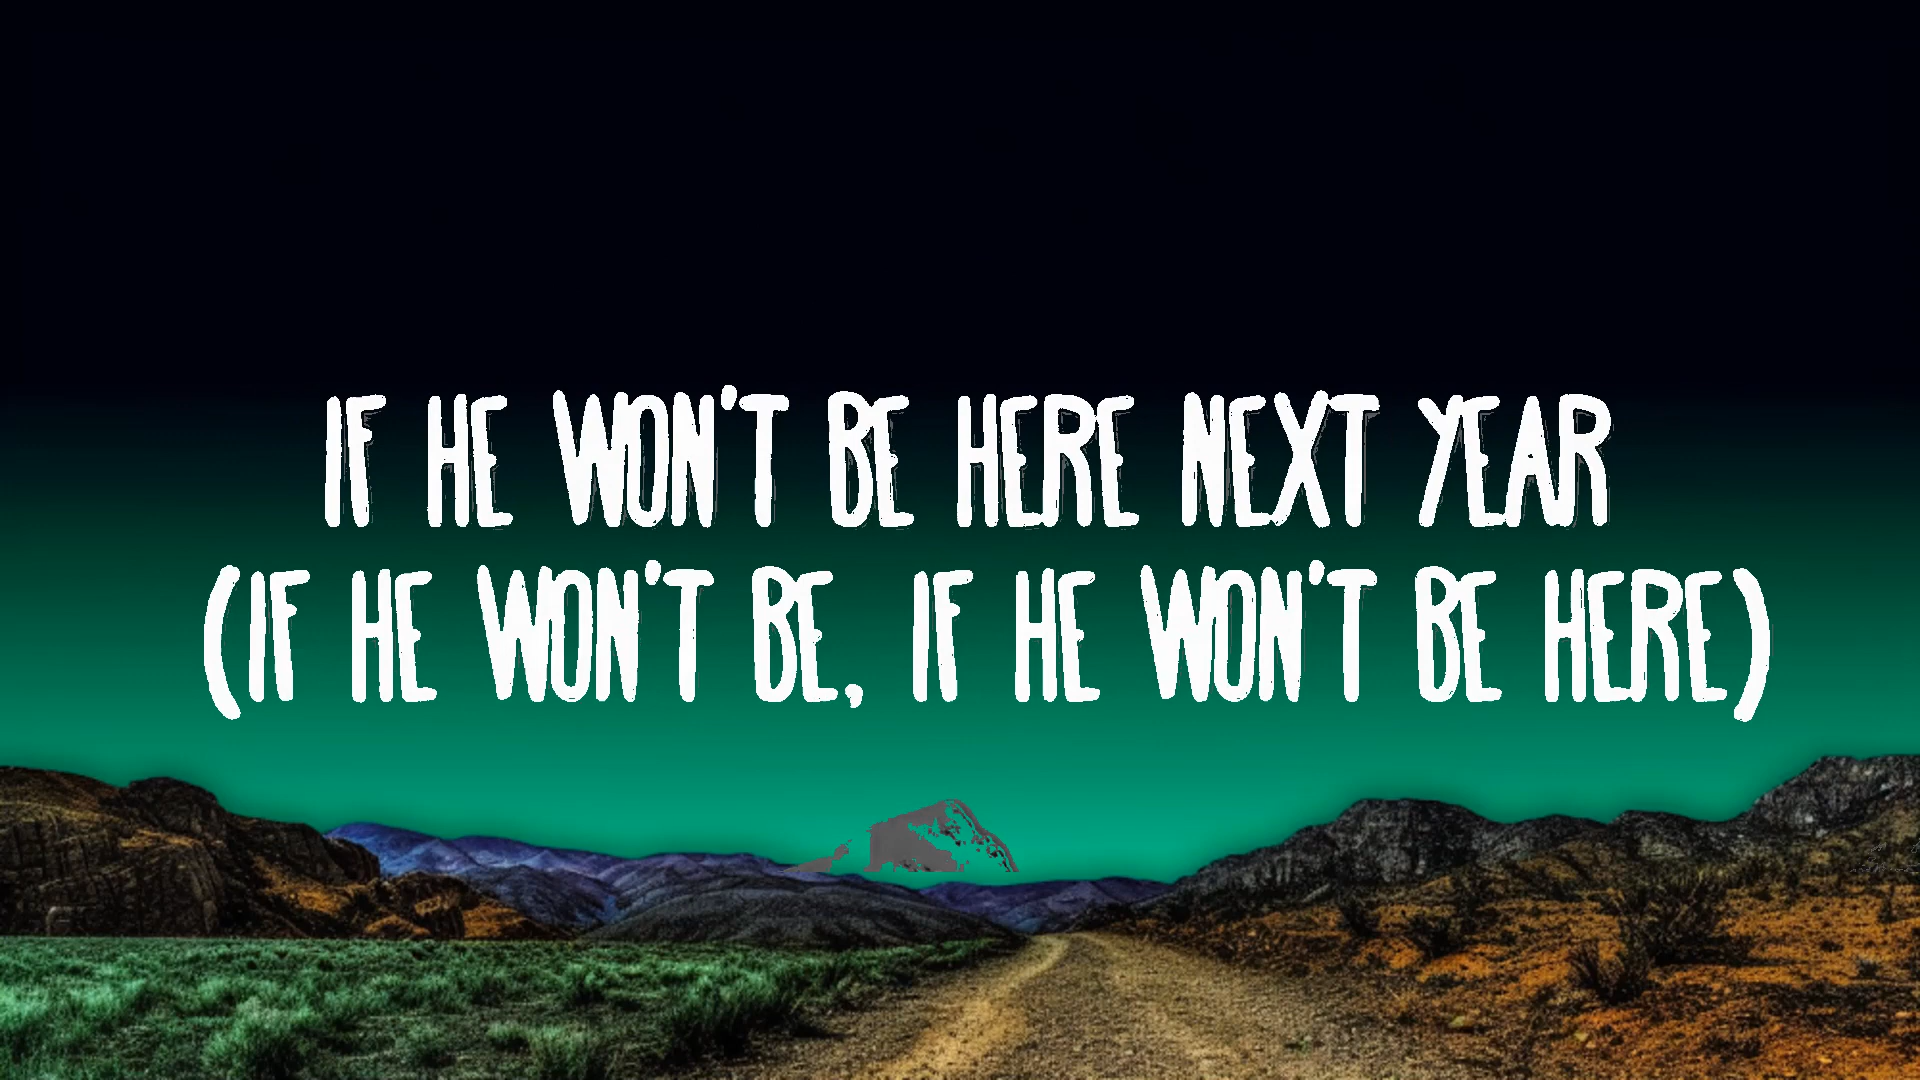 IF HE WON'T BE HERE NEXT YEAR
(IF HE WON'T BE, IF HE WON'T BE HERE)